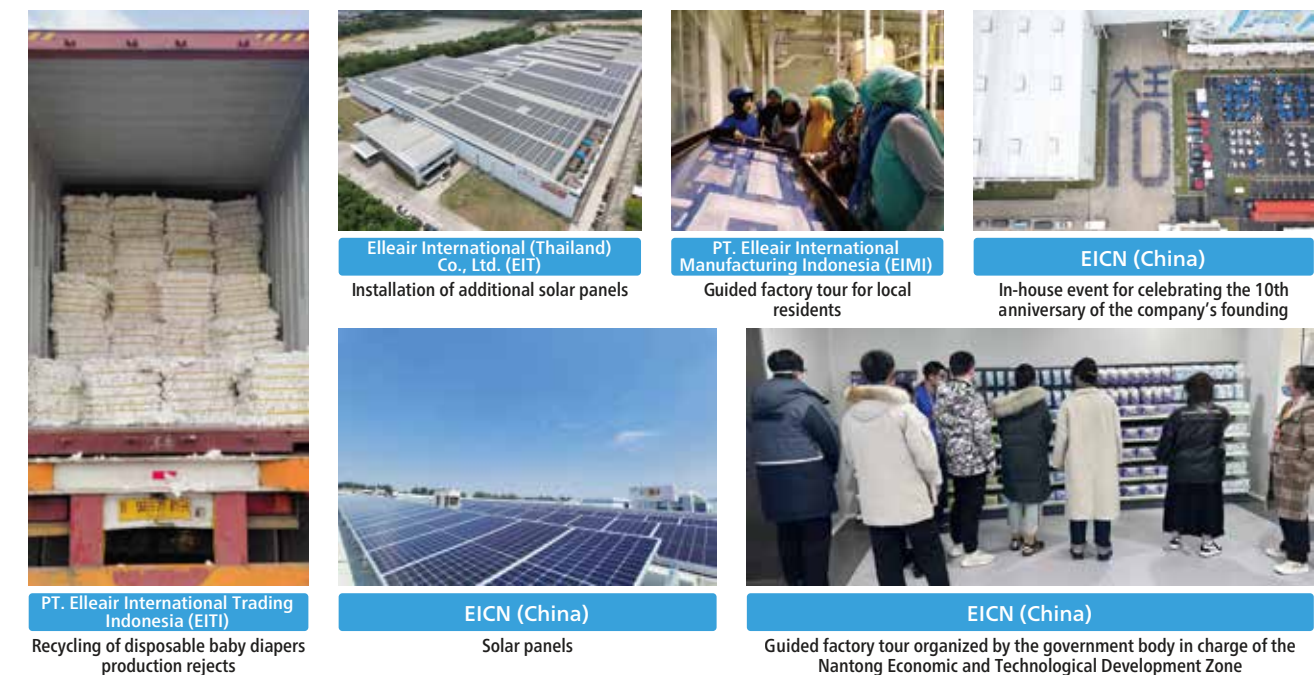 Elleair International (Thailand)
Co., Ltd. (EIT)
Installation of additional solar panels
PT. Elleair International
Manufacturing Indonesia (EIMI)
Guided factory tour for local
residents
大王
10
EICN (China)
In-house event for celebrating the 10th
anniversary of the company's founding
PT. Elleair International Trading
Indonesia (EITI)
Recycling of disposable baby diapers
production rejects
EICN (China)
Solar panels
EICN (China)
Guided factory tour organized by the government body in charge of the
Nantong Economic and Technological Development Zone